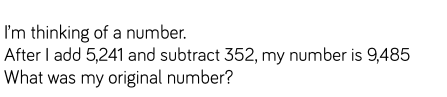 I'm thinking of a number.
After I add 5,241 and subtract 352, my number is 9,485
What was my original number?